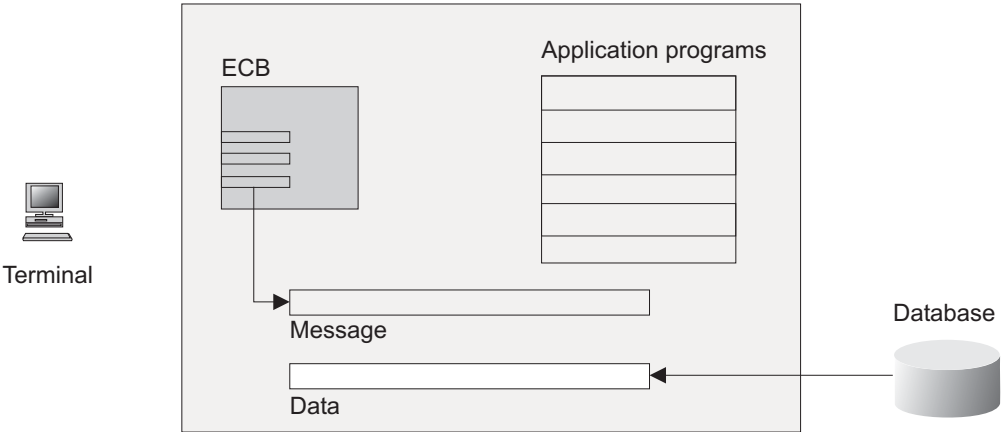 ECB
Application programs
Terminal
Message
Database
Data